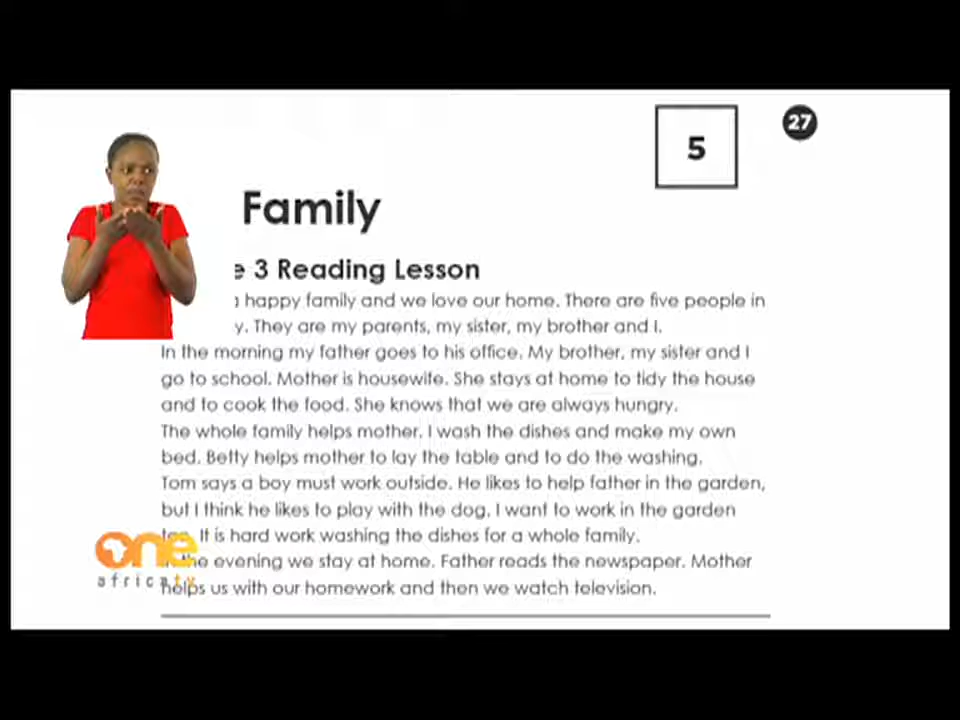 5
27
Family
e 3 Reading Lesson
happy family and we love our home. There are five people in
y. They are my parents, my sister, my brother and I.
In the morning my father goes to his office. My brother, my sister and I
go to school. Mother is housewife. She stays at home to tidy the house
and to cook the food. She knows that we are always hungry.
The whole family helps mother. I wash the dishes and make my own
bed. Betty helps mother to lay the table and to do the washing.
Tom says a boy must work outside. He likes to help father in the garden,
but I think he likes to play with the dog. I want to work in the garden
too. It is hard work washing the dishes for a whole family.
the evening we stay at home. Father reads the newspaper. Mother
helps us with our homework and then we watch television.
one
africa tv